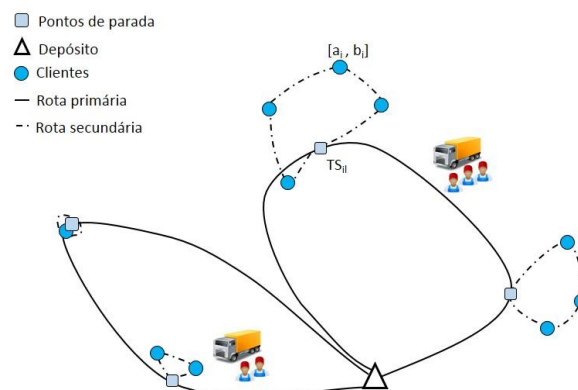 Pontos de parada
Depósito
Clientes
Rota primária
Rota secundária
[aᵢ , bᵢ]
TSᵢₗ